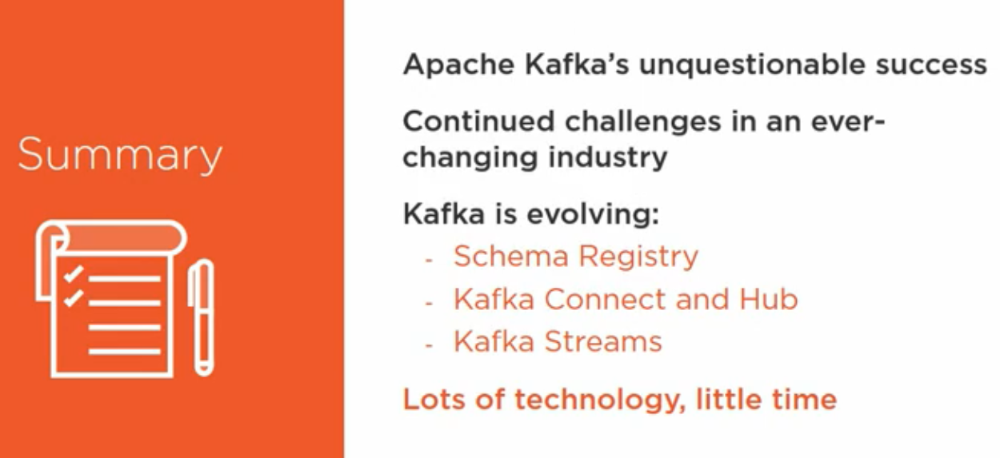 Summary
Apache Kafka's unquestionable success
Continued challenges in an ever-
changing industry
Kafka is evolving:
- Schema Registry
- Kafka Connect and Hub
- Kafka Streams
Lots of technology, little time